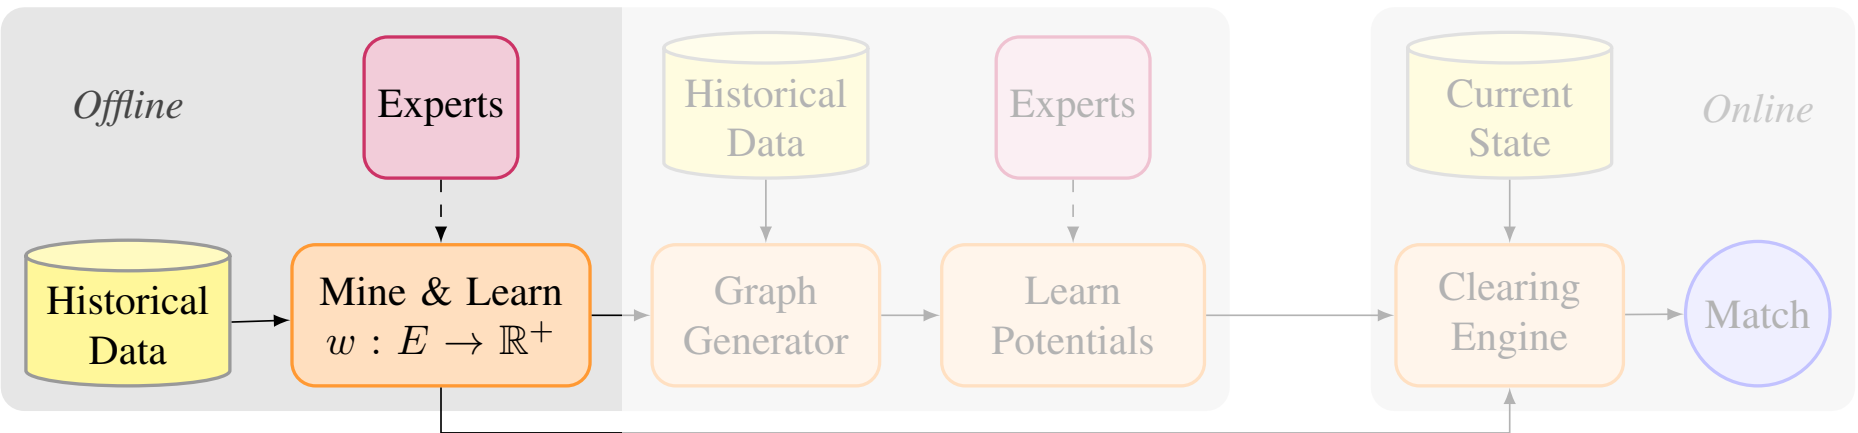 Offline
Experts
Historical
Data
Mine & Learn
w : E → ℝ⁺
Historical
Data
Experts
Graph
Generator
Learn
Potentials
Current
State
Online
Clearing
Engine
Match